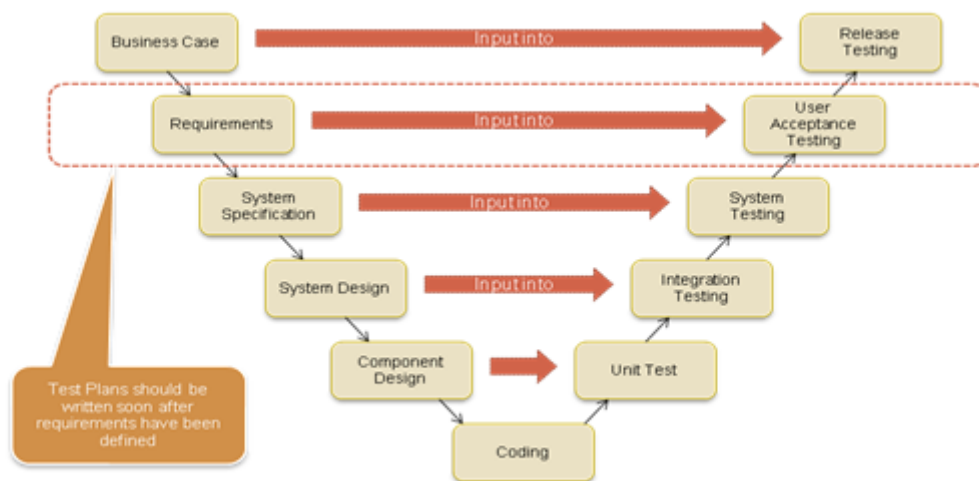 Business Case
Input into
Release
Testing
Requirements
Input into
User
Acceptance
Testing
System
Specification
Input into
System
Testing
System Design
Input into
Integration
Testing
Component
Design
Unit Test
Test Plans should be
written soon after
requirements have been
defined
Coding